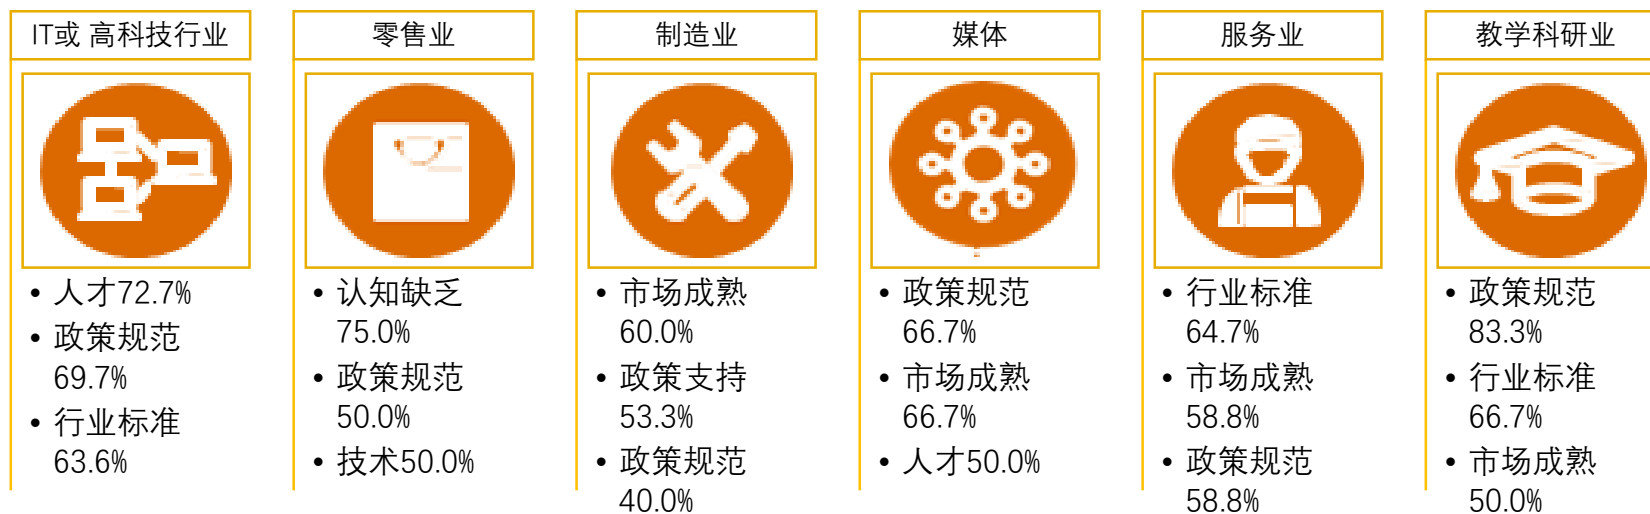 IT或 高科技行业
• 人才72.7%
• 政策规范
69.7%
• 行业标准
63.6%
零售业
• 认知缺乏
75.0%
• 政策规范
50.0%
• 技术50.0%
制造业
• 市场成熟
60.0%
• 政策支持
53.3%
• 政策规范
40.0%
媒体
• 政策规范
66.7%
• 市场成熟
66.7%
• 人才50.0%
服务业
• 行业标准
64.7%
• 市场成熟
58.8%
• 政策规范
58.8%
教学科研业
• 政策规范
83.3%
• 行业标准
66.7%
• 市场成熟
50.0%